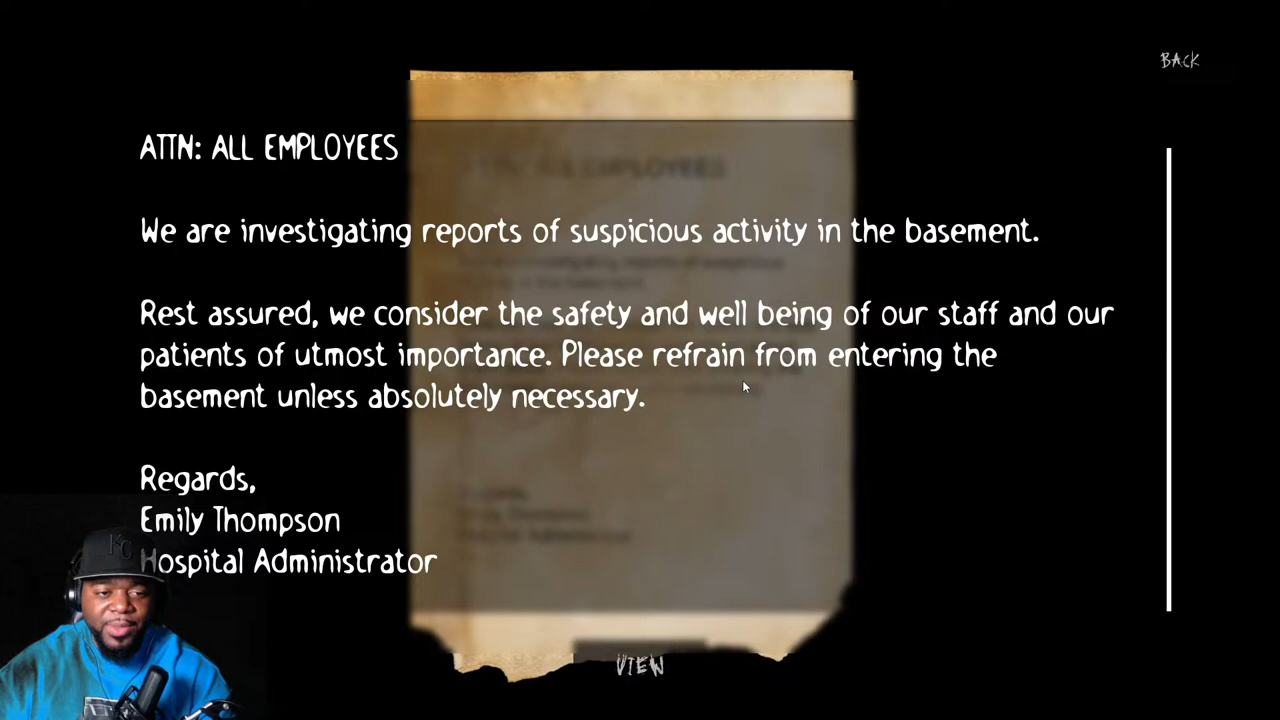 BACK
ATTN: ALL EMPLOYEES
We are investigating reports of suspicious activity in the basement.
Rest assured, we consider the safety and well being of our staff and our
patients of utmost importance. Please refrain from entering the
basement unless absolutely necessary.
Regards,
Emily Thompson
Hospital Administrator
KC
VIEW